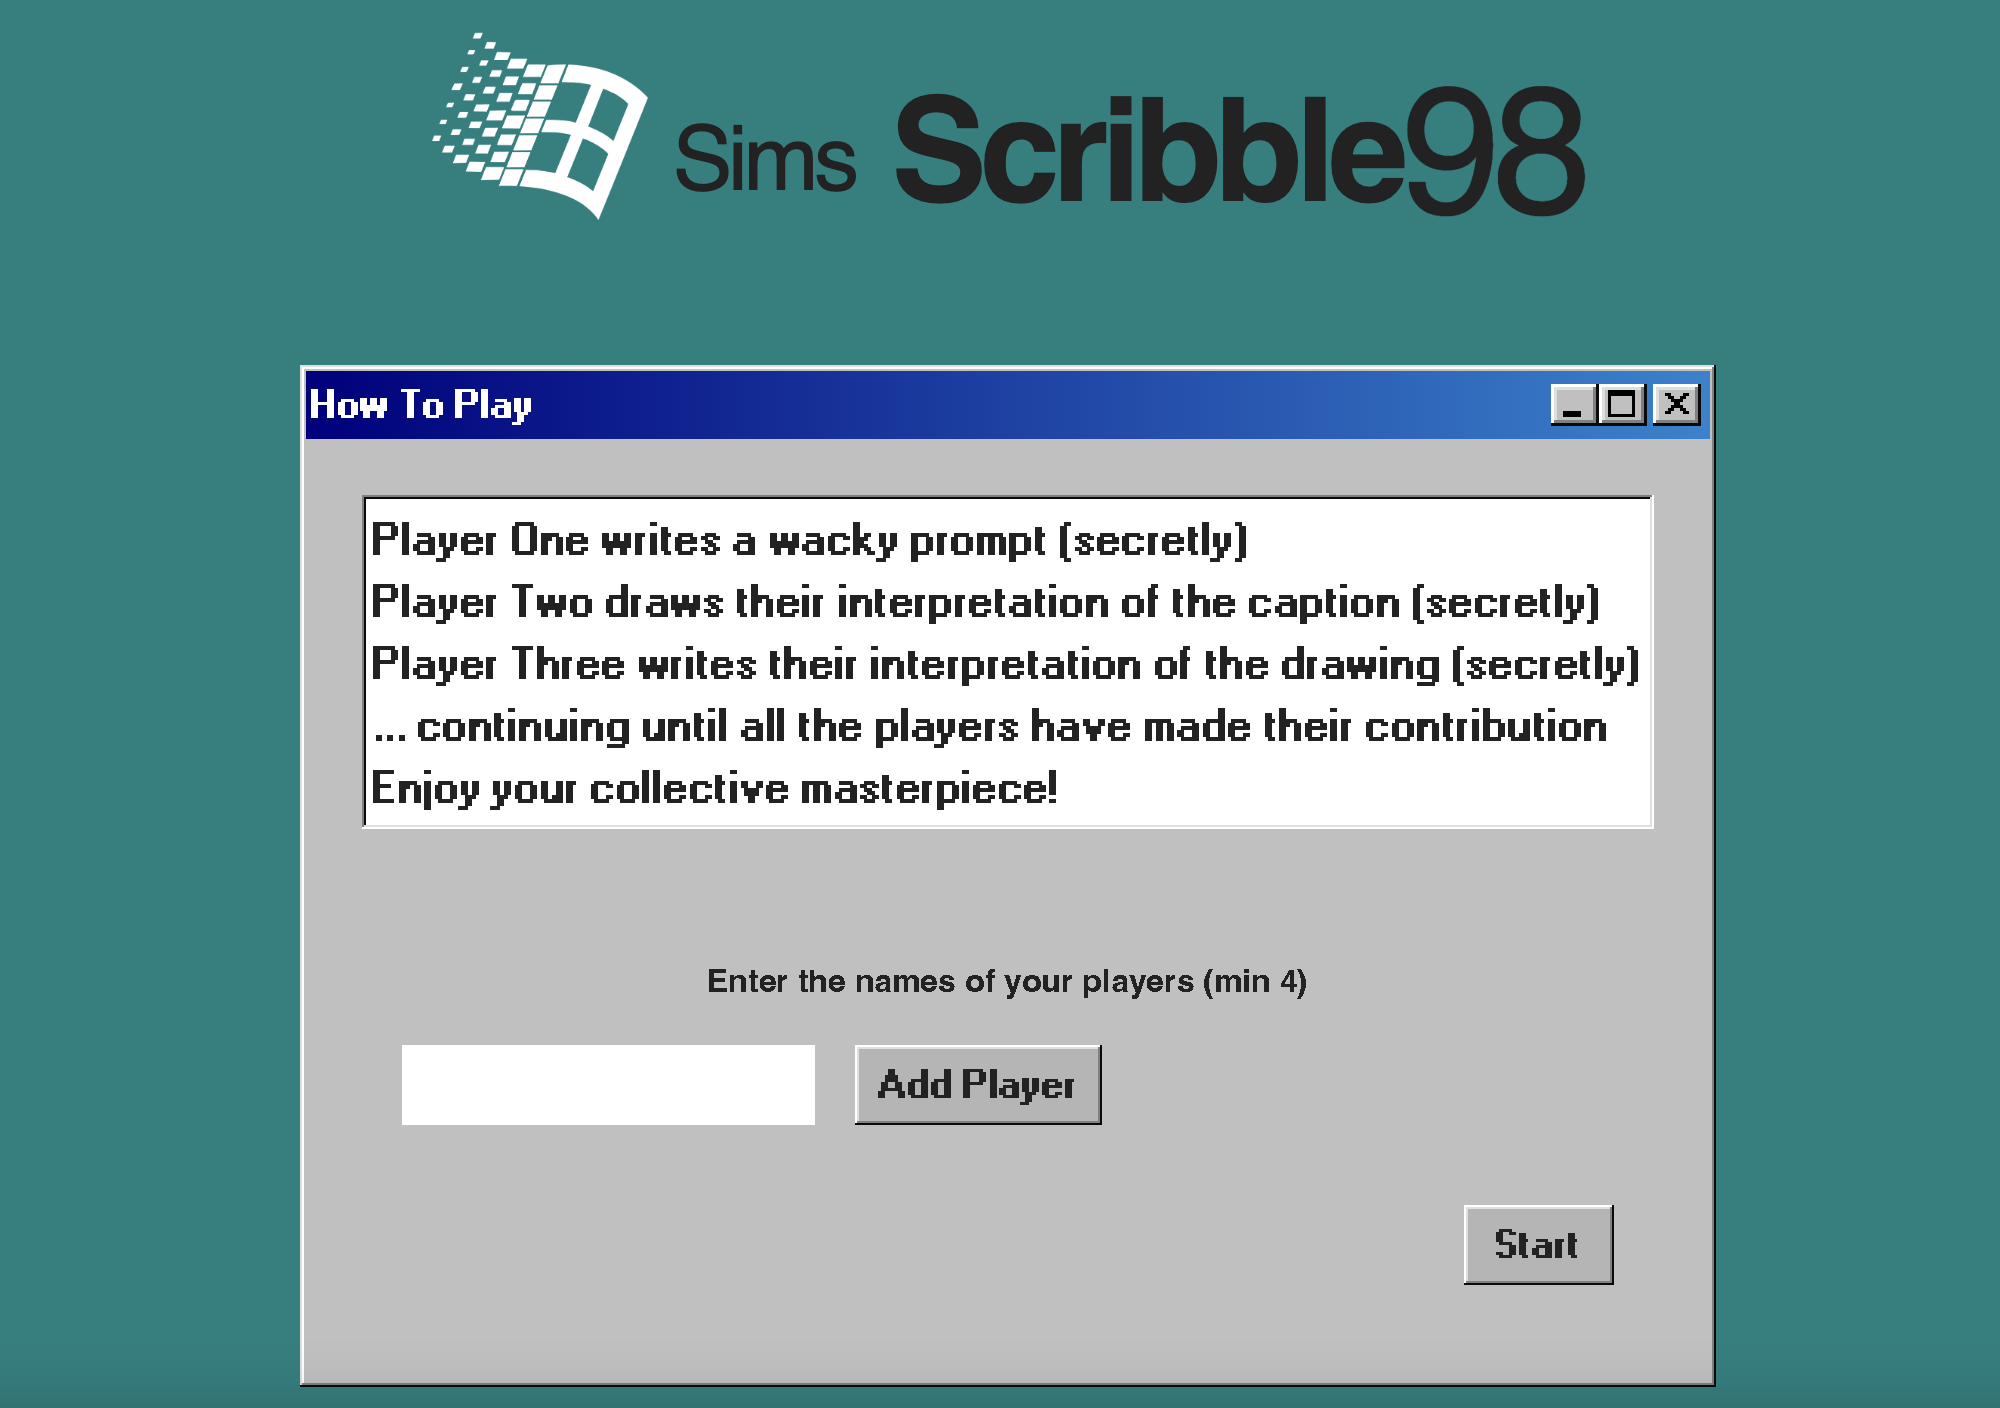 Sims Scribble98
How To Play
Player One writes a wacky prompt (secretly)
Player Two draws their interpretation of the caption (secretly)
Player Three writes their interpretation of the drawing (secretly)
... continuing until all the players have made their contribution
Enjoy your collective masterpiece!
Enter the names of your players (min 4)
Add Player
Start